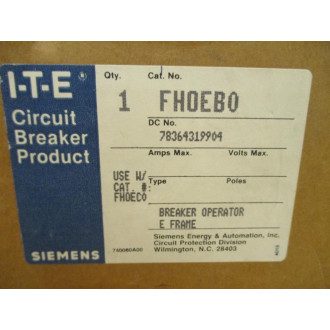 I-T-E
Circuit
Breaker
Product
SIEMENS
Qty. Cat. No.
1 FHOEBO
DC No.
78364319904
Amps Max. Volts Max.
USE W/ Type Poles
CAT. #:
FHOECO
BREAKER OPERATOR
E FRAME
Siemens Energy & Automation, Inc.
Circuit Protection Division
Wilmington, N.C. 28403